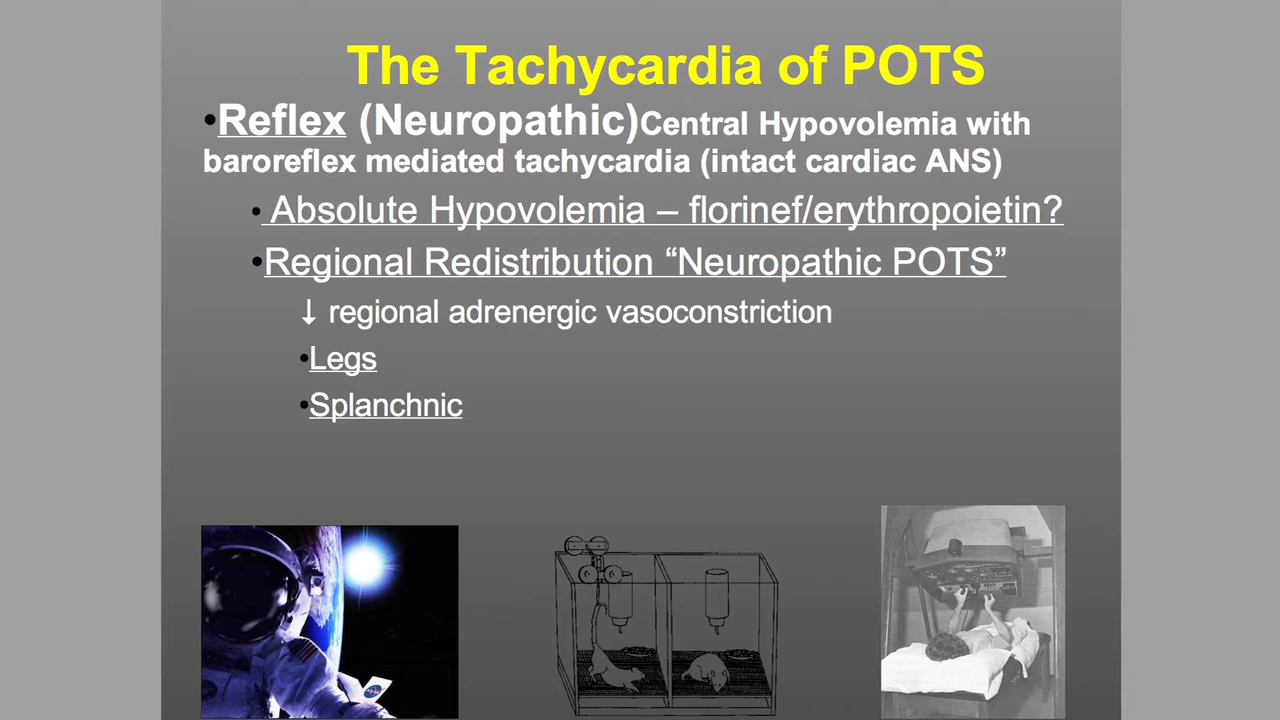 The Tachycardia of POTS
•Reflex (Neuropathic)Central Hypovolemia with
baroreflex mediated tachycardia (intact cardiac ANS)
• Absolute Hypovolemia – florinef/erythropoietin?
•Regional Redistribution “Neuropathic POTS”
↓ regional adrenergic vasoconstriction
•Legs
•Splanchnic
NASA